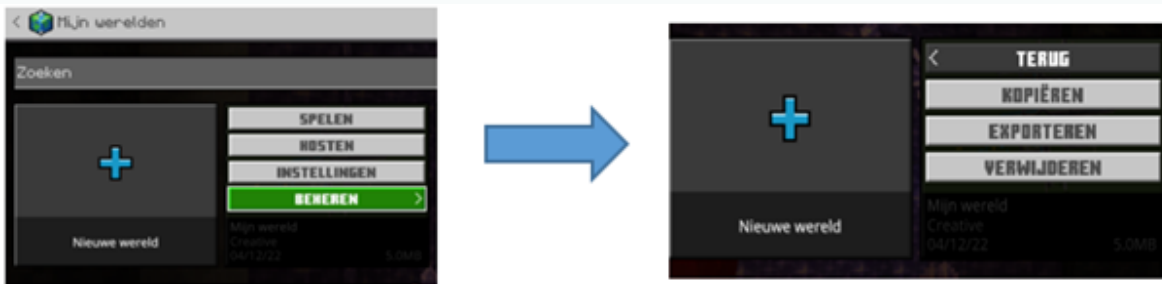 Mijn werelden
Zoeken
SPELEN
HOSTEN
INSTELLINGEN
BEHEREN
Nieuwe wereld
Mijn wereld
Creative
04/12/22 5.0MB
TERUG
KOPIËREN
EXPORTEREN
VERWIJDEREN
Nieuwe wereld
Mijn wereld
Creative
04/12/22 5.0MB